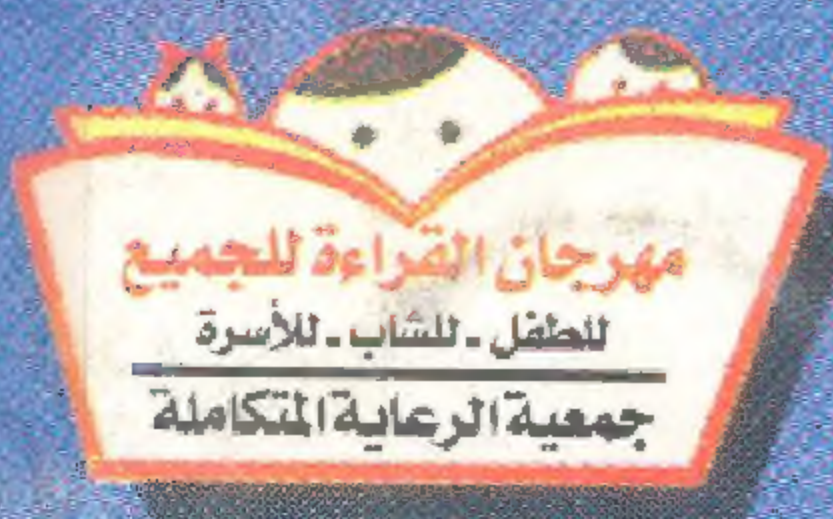 مهرجان القراءة للجميع
للطفل - للشاب - للأسرة
جمعية الرعاية المتكاملة